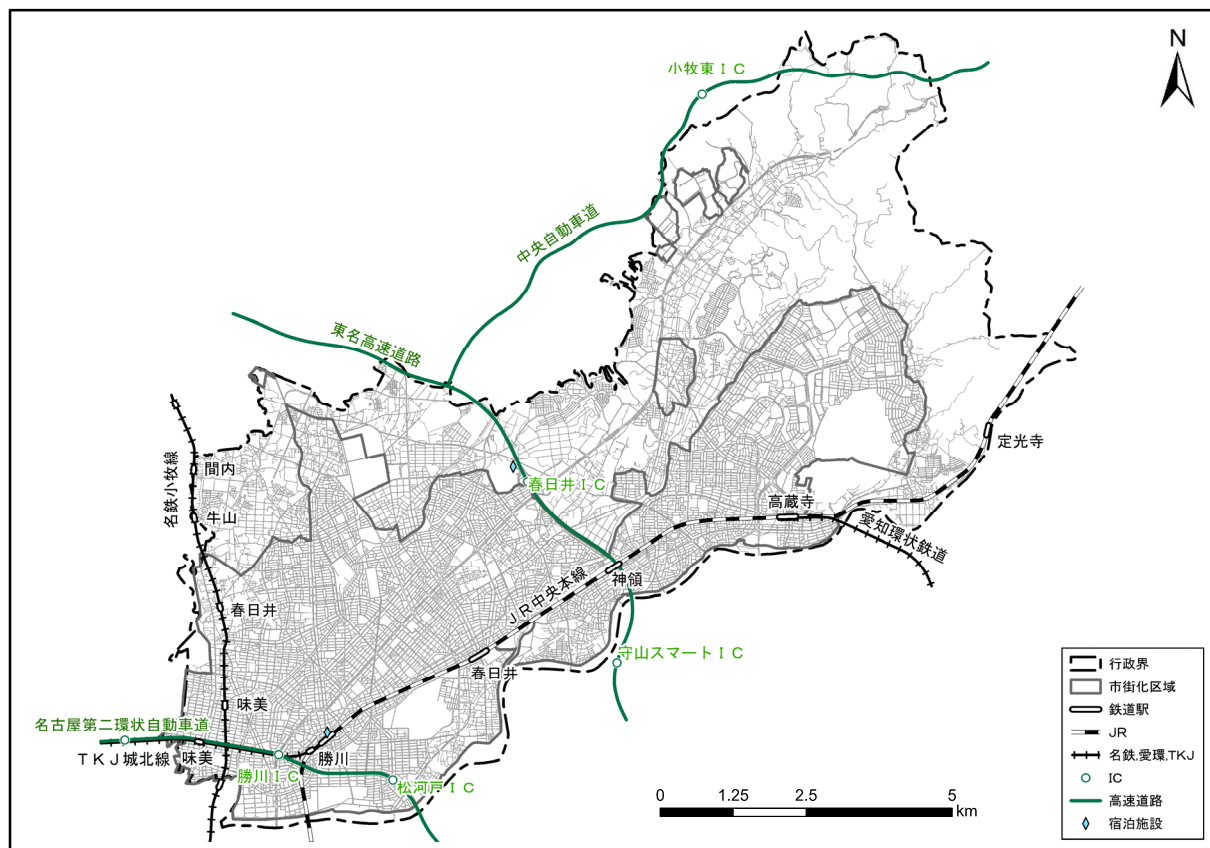 小牧東ＩＣ
N
中央自動車道
東名高速道路
名鉄小牧線
間内
牛山
春日井ＩＣ
定光寺
高蔵寺
愛知環状鉄道
ＪＲ中央本線
神領
春日井
守山スマートＩＣ
春日井
味美
名古屋第二環状自動車道
ＴＫＪ城北線
味美
勝川
勝川ＩＣ
松河戸ＩＣ
0 1.25 2.5 5
km
行政界
市街化区域
鉄道駅
JR
名鉄,愛環,TKJ
IC
高速道路
宿泊施設